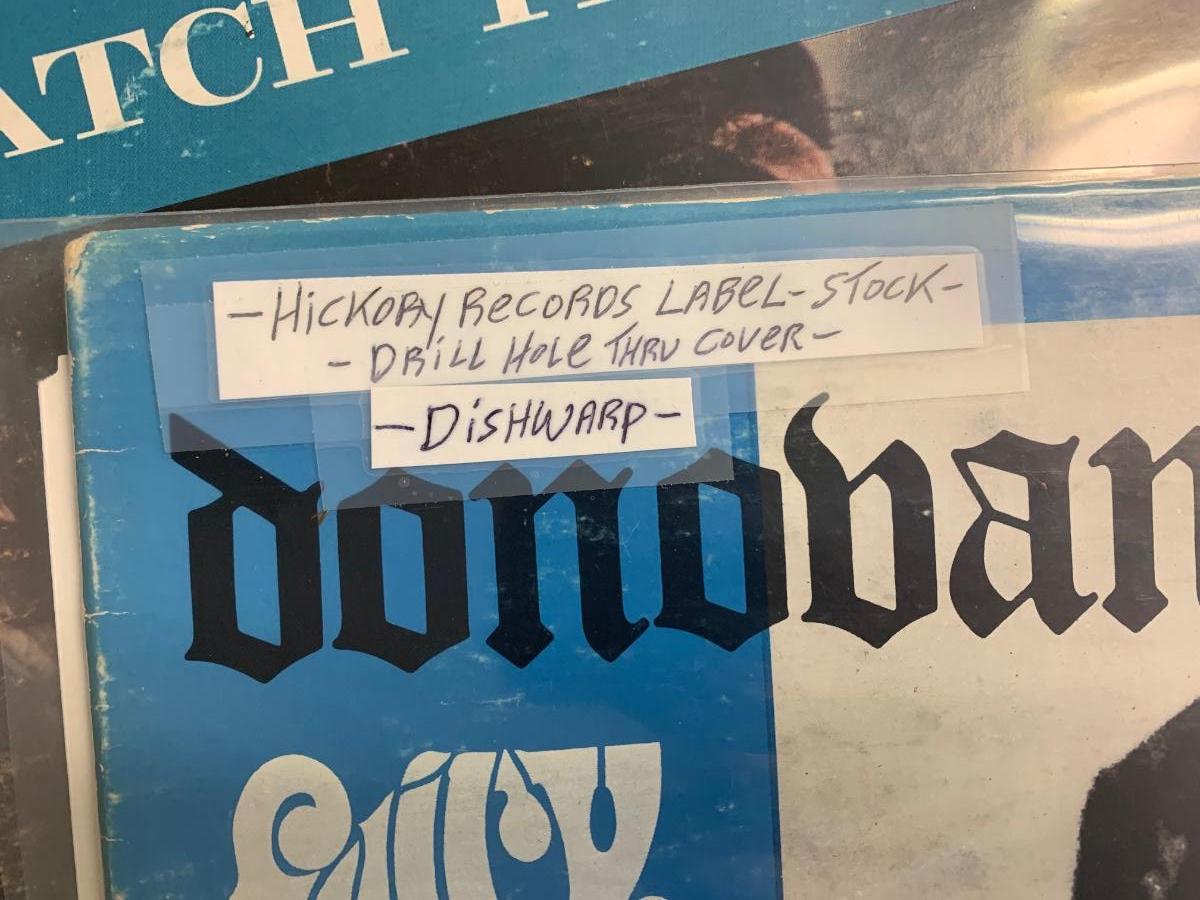 ATCH T
-HicKORY RecORDS LABeL-STOCK-
-DRiLL HOLe THRU COVeR-
-DiSHWARP-
donovan